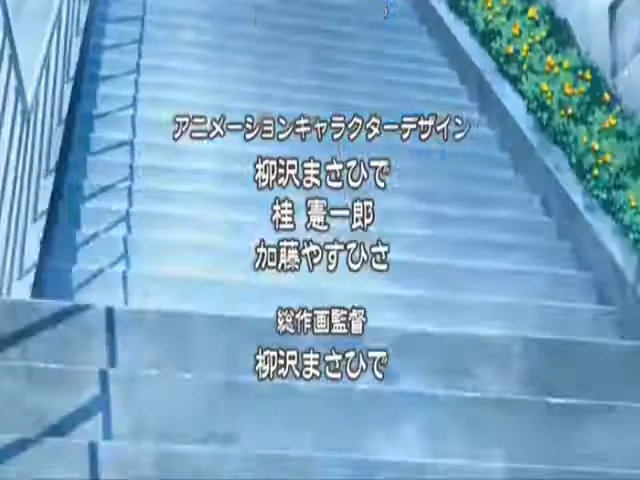 アニメーションキャラクターデザイン
柳沢まさひで
桂 憲一郎
加藤やすひさ
総作画監督
柳沢まさひで